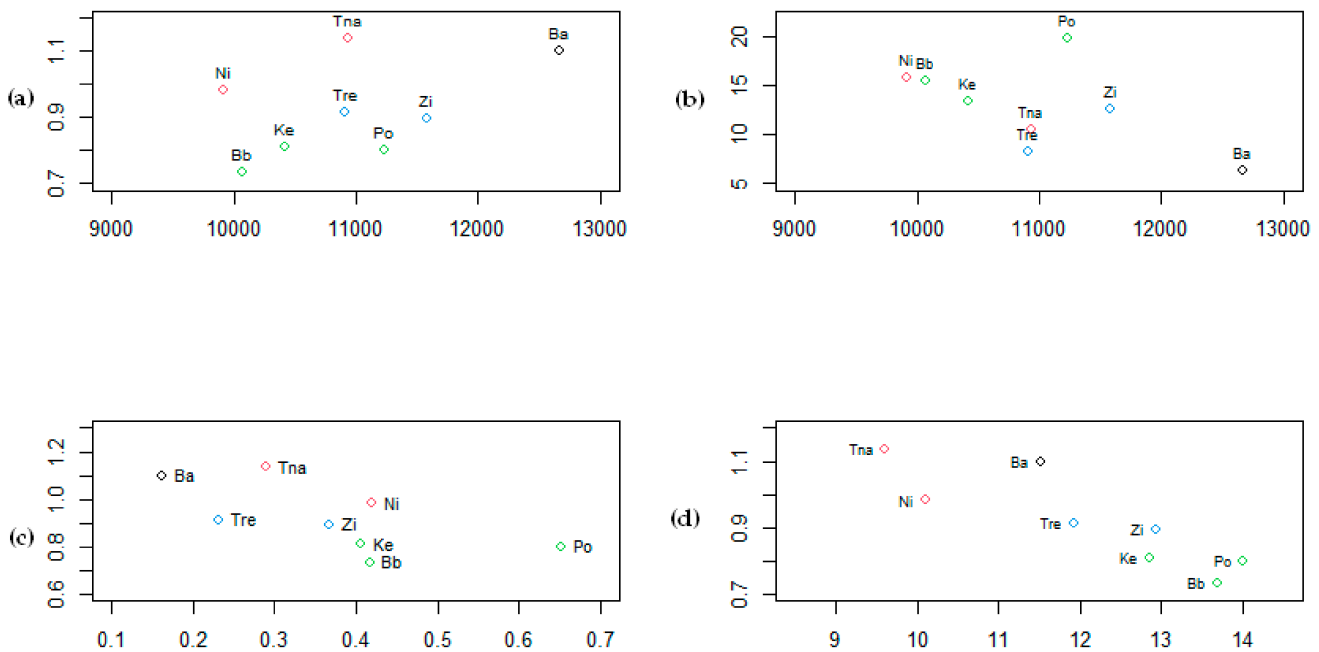 (a)
1.1
0.9
0.7
Tna
Ba
Ni
Tre
Zi
Ke
Po
Bb
9000 10000 11000 12000 13000
(b)
20
15
10
5
Po
Ni Bb
Ke
Zi
Tna
Tre
Ba
9000 10000 11000 12000 13000
(c)
1.2
1.0
0.8
0.6
Tna
Ba
Ni
Tre
Zi
Ke
Po
Bb
0.1 0.2 0.3 0.4 0.5 0.6 0.7
(d)
1.1
0.9
0.7
Tna
Ba
Ni
Tre
Zi
Ke
Po
Bb
9 10 11 12 13 14